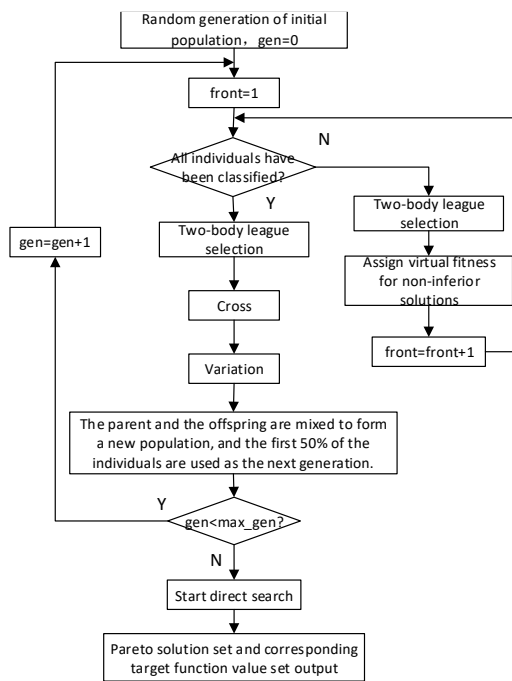 Random generation of initial
population，gen=0
front=1
N
All individuals have
been classified?
Y
Two-body league
selection
Two-body league
selection
gen=gen+1
Assign virtual fitness
for non-inferior
solutions
Cross
front=front+1
Variation
The parent and the offspring are mixed to form
a new population, and the first 50% of the
individuals are used as the next generation.
Y
gen<max_gen?
N
Start direct search
Pareto solution set and corresponding
target function value set output